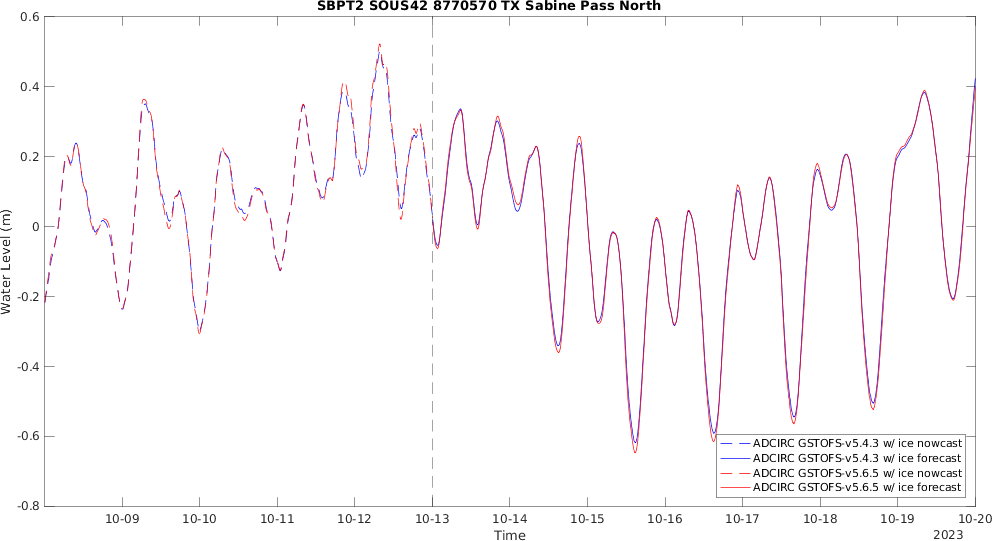 SBPT2 SOUS42 8770570 TX Sabine Pass North
0.6
0.4
0.2
0
-0.2
-0.4
-0.6
-0.8
Water Level (m)
ADCIRC GSTOFS-v5.4.3 w/ ice nowcast
ADCIRC GSTOFS-v5.4.3 w/ ice forecast
ADCIRC GSTOFS-v5.6.5 w/ ice nowcast
ADCIRC GSTOFS-v5.6.5 w/ ice forecast
10-09 10-10 10-11 10-12 10-13 10-14 10-15 10-16 10-17 10-18 10-19 10-20
Time
2023